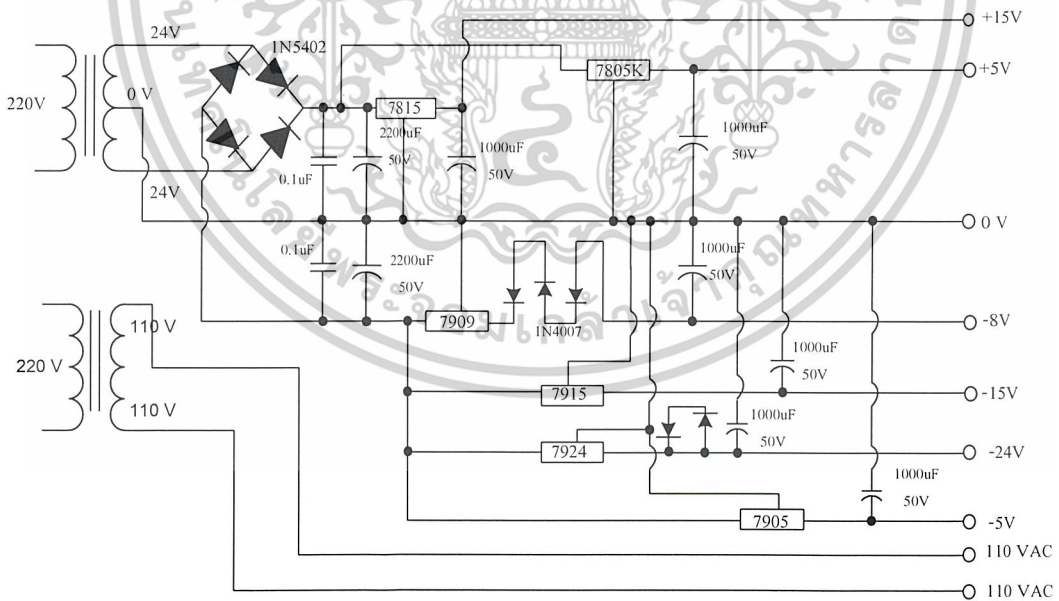 +15V
24V
1N5402
7805K
+5V
220V
0 V
7815
2200uF
50V
1000uF
50V
1000uF
50V
0.1uF
24V
0 V
0.1uF
2200uF
50V
1000uF
50V
7909
1N4007
-8V
110 V
220 V
1000uF
50V
7915
-15V
110 V
1000uF
50V
7924
-24V
1000uF
50V
7905
-5V
110 VAC
110 VAC